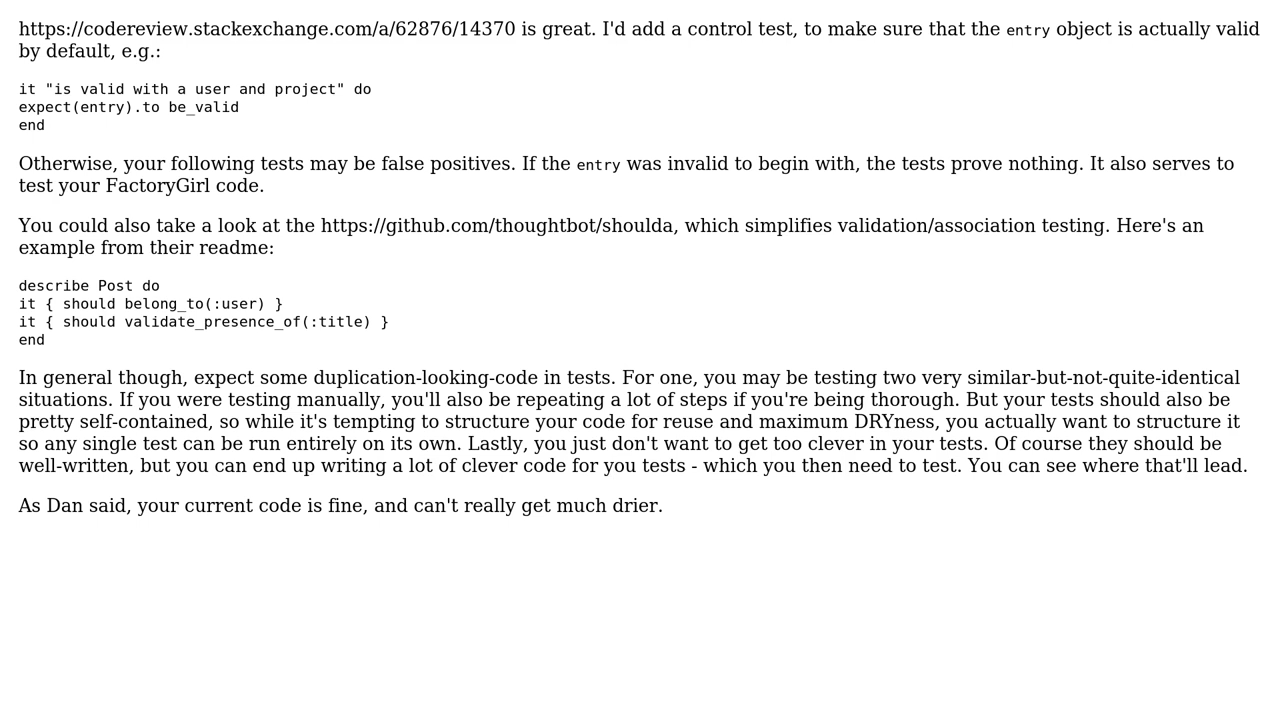 https://codereview.stackexchange.com/a/62876/14370 is great. I'd add a control test, to make sure that the entry object is actually valid
by default, e.g.:
it "is valid with a user and project" do
expect(entry).to be_valid
end
Otherwise, your following tests may be false positives. If the entry was invalid to begin with, the tests prove nothing. It also serves to
test your FactoryGirl code.
You could also take a look at the https://github.com/thoughtbot/shoulda, which simplifies validation/association testing. Here's an
example from their readme:
describe Post do
it { should belong_to(:user) }
it { should validate_presence_of(:title) }
end
In general though, expect some duplication-looking-code in tests. For one, you may be testing two very similar-but-not-quite-identical
situations. If you were testing manually, you'll also be repeating a lot of steps if you're being thorough. But your tests should also be
pretty self-contained, so while it's tempting to structure your code for reuse and maximum DRYness, you actually want to structure it
so any single test can be run entirely on its own. Lastly, you just don't want to get too clever in your tests. Of course they should be
well-written, but you can end up writing a lot of clever code for you tests - which you then need to test. You can see where that'll lead.
As Dan said, your current code is fine, and can't really get much drier.